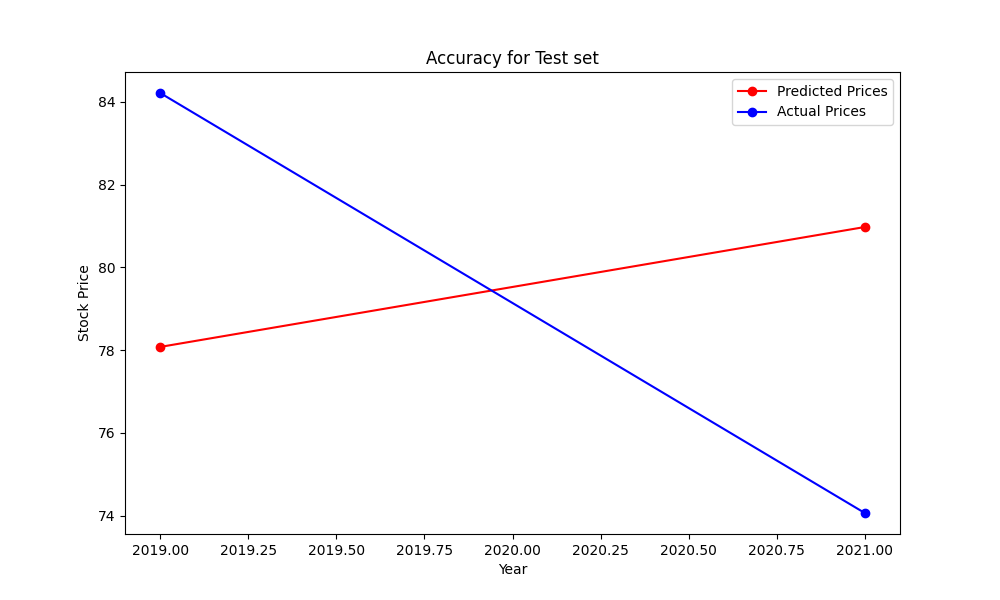 Accuracy for Test set
Predicted Prices
Actual Prices
84
82
80
78
76
74
Stock Price
2019.00 2019.25 2019.50 2019.75 2020.00 2020.25 2020.50 2020.75 2021.00
Year